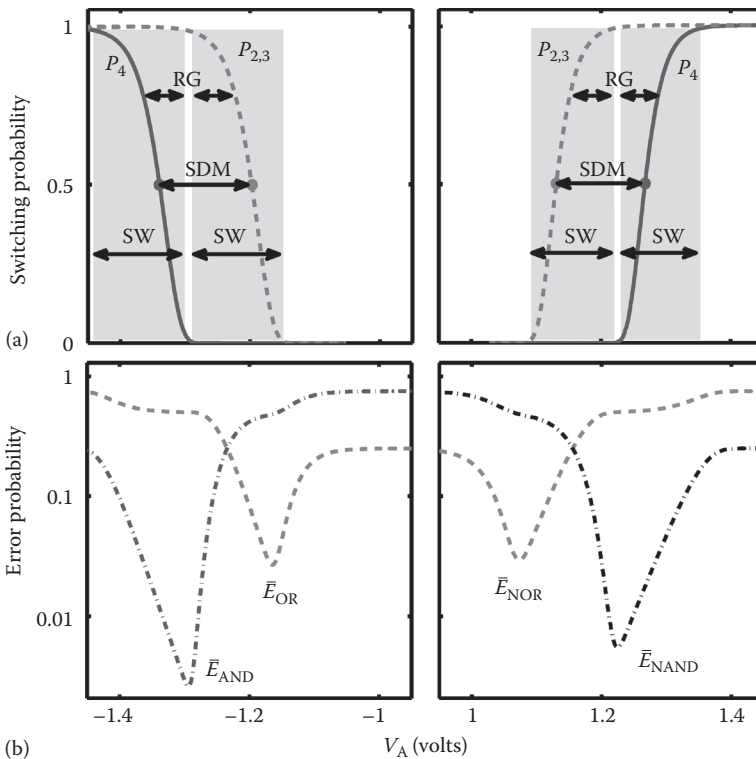 1
P4
P2,3
RG
SDM
SW
SW
0.5
0
Switching probability
(a)
P2,3
P4
RG
SDM
SW
SW
1
0.1
0.01
Error probability
ĒOR
ĒAND
ĒNOR
ĒNAND
−1.4
−1.2
−1
1
1.2
1.4
VA (volts)
(b)